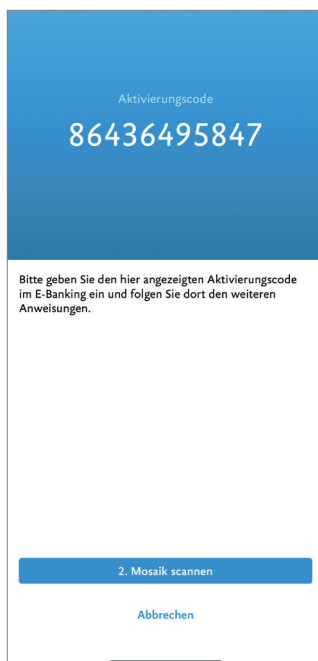 Aktivierungscode
86436495847
Bitte geben Sie den hier angezeigten Aktivierungscode
im E-Banking ein und folgen Sie dort den weiteren
Anweisungen.
2. Mosaik scannen
Abbrechen